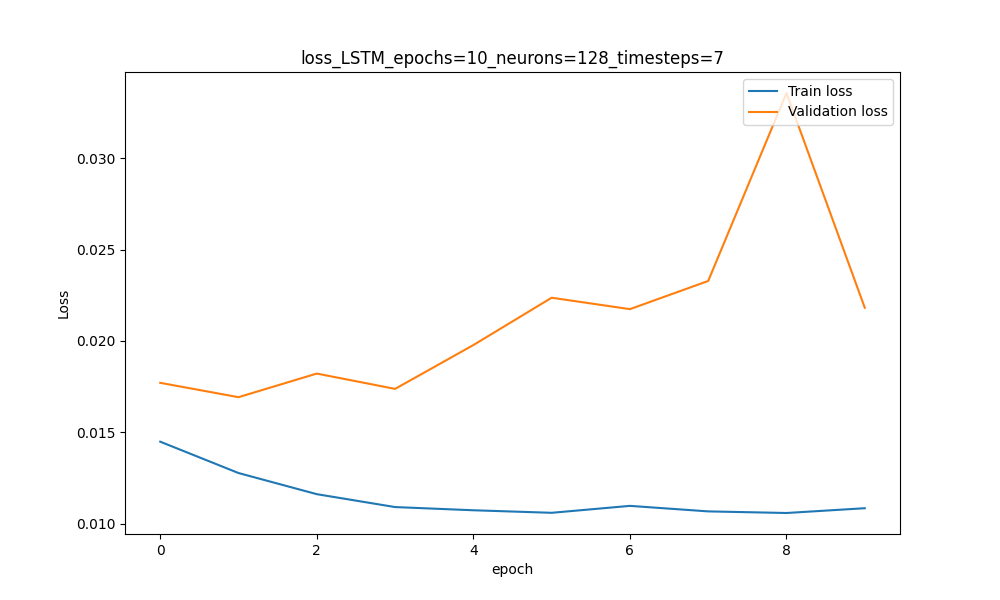 loss_LSTM_epochs=10_neurons=128_timesteps=7
Train loss
Validation loss
0.030
0.025
0.020
0.015
0.010
Loss
0 2 4 6 8
epoch